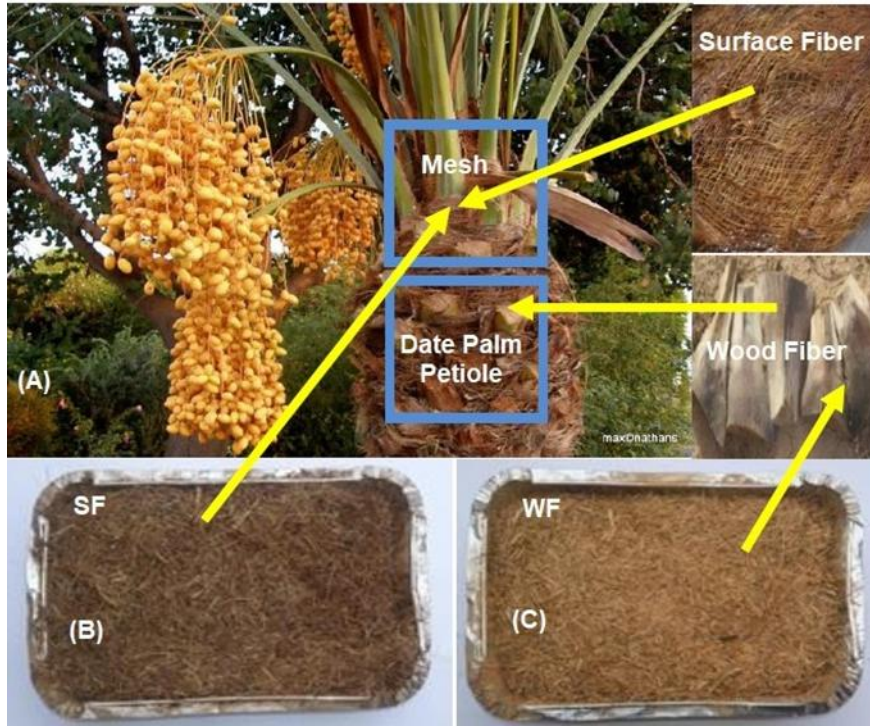 Surface Fiber
Mesh
Wood Fiber
Date Palm
Petiole
(A)
maxOnathans
SF
WF
(B)
(C)